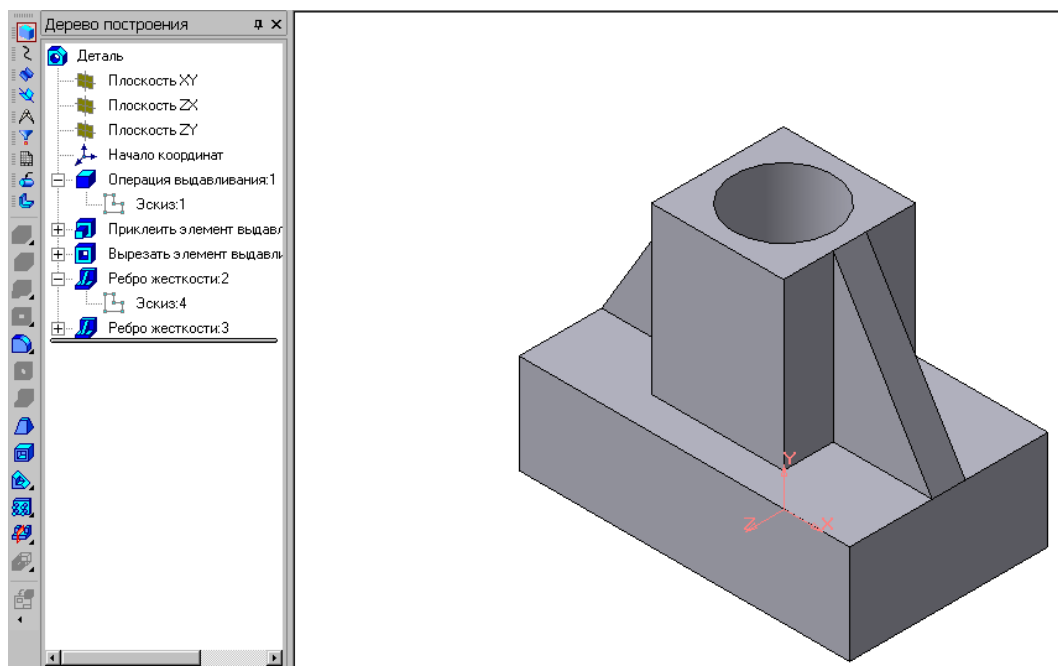 Дерево построения
Деталь
Плоскость XY
Плоскость ZX
Плоскость ZY
Начало координат
Операция выдавливания:1
Эскиз:1
Приклеить элемент выдавл
Вырезать элемент выдавли
Ребро жесткости:2
Эскиз:4
Ребро жесткости:3
Y
Z
X